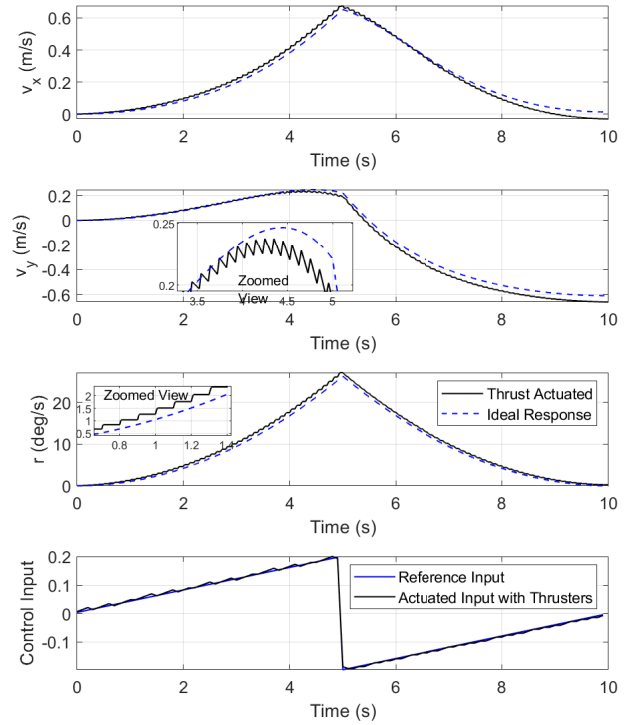 0.6
0.4
0.2
0
v_x (m/s)
0 2 4 6 8 10
Time (s)
0.2
0
-0.2
-0.4
-0.6
v_y (m/s)
0.25
0.2
Zoomed
View
3.5 4 4.5 5
0 2 4 6 8 10
Time (s)
20
10
0
r (deg/s)
Zoomed View
2
1.5
1
0.5
0.8 1 1.2 1.4
Thrust Actuated
Ideal Response
0 2 4 6 8 10
Time (s)
0.2
0.1
0
-0.1
Control Input
Reference Input
Actuated Input with Thrusters
0 2 4 6 8 10
Time (s)